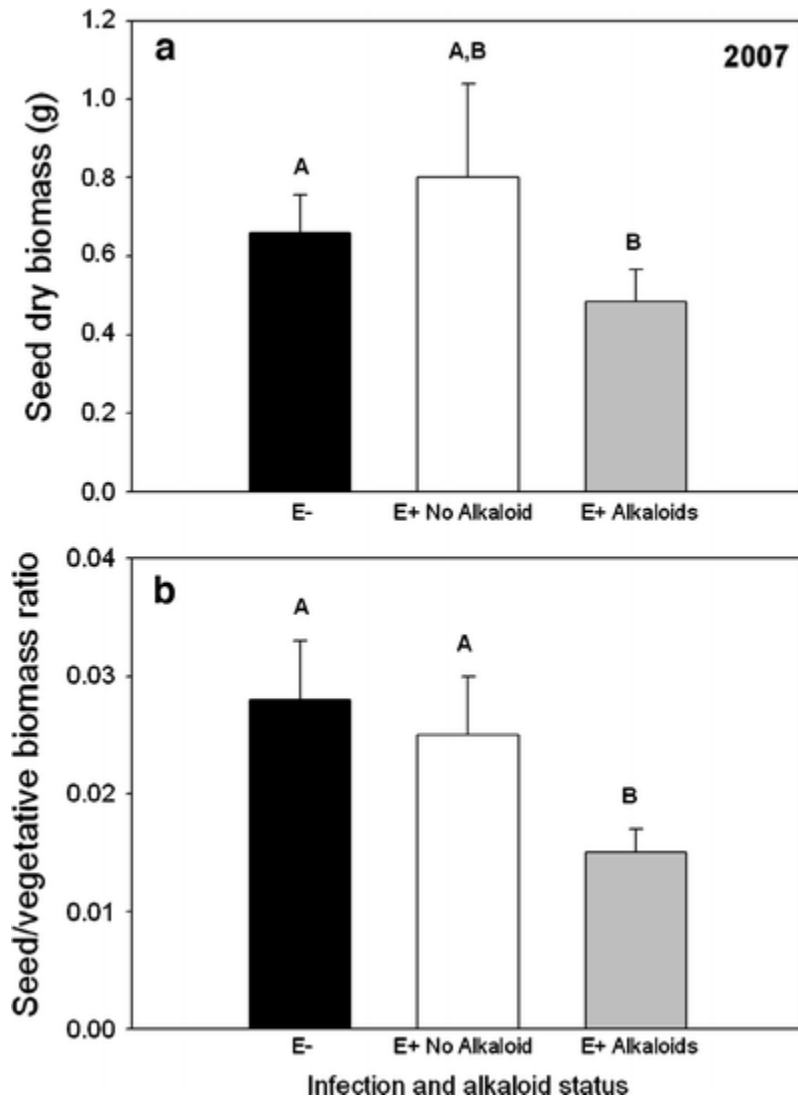 a
2007
Seed dry biomass (g)
1.2
1.0
0.8
0.6
0.4
0.2
0.0
A
A,B
B
E-
E+ No Alkaloid
E+ Alkaloids
b
Seed/vegetative biomass ratio
0.04
0.03
0.02
0.01
0.00
A
A
B
E-
E+ No Alkaloid
E+ Alkaloids
Infection and alkaloid status